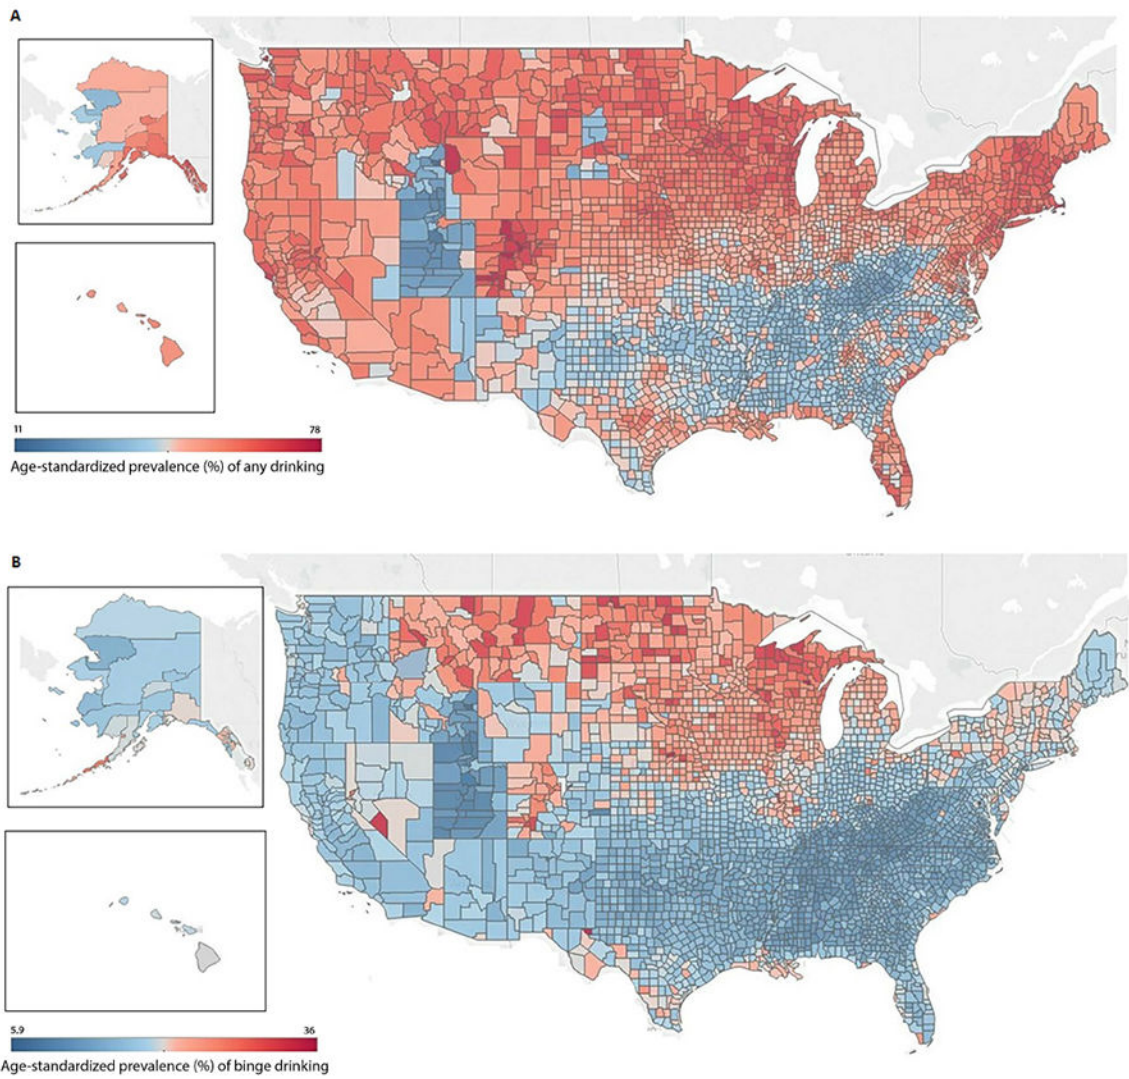 A
11 78
Age-standardized prevalence (%) of any drinking
B
5.9 36
Age-standardized prevalence (%) of binge drinking